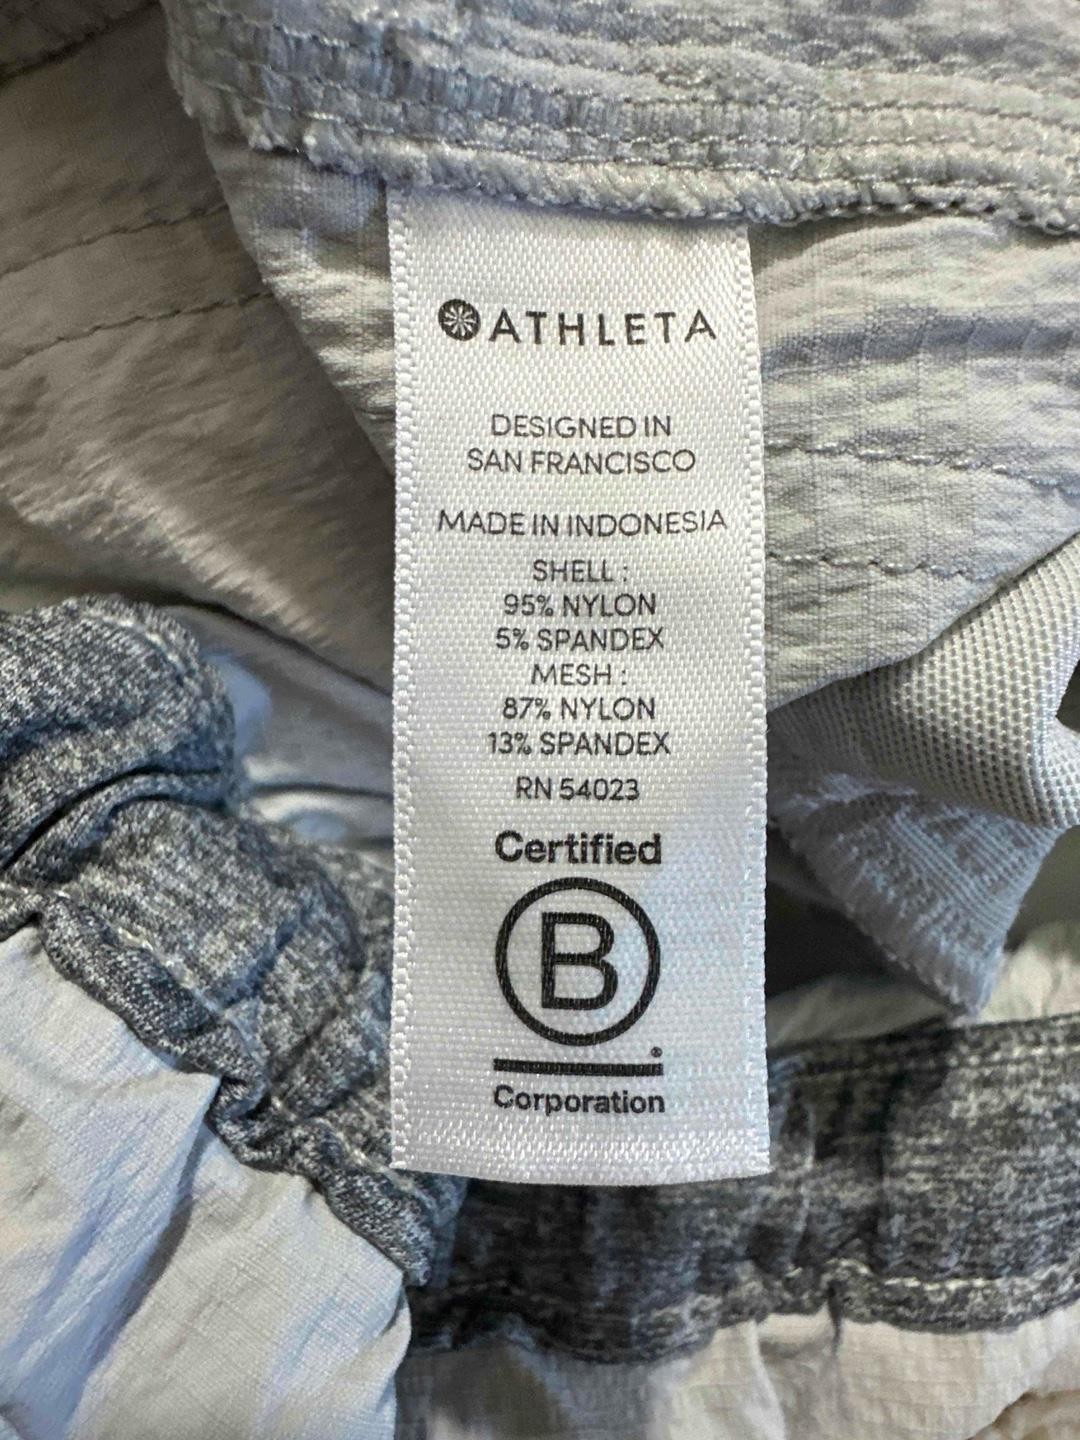 ATHLETA
DESIGNED IN
SAN FRANCISCO
MADE IN INDONESIA
SHELL :
95% NYLON
5% SPANDEX
MESH :
87% NYLON
13% SPANDEX
RN 54023
Certified
B
®
Corporation